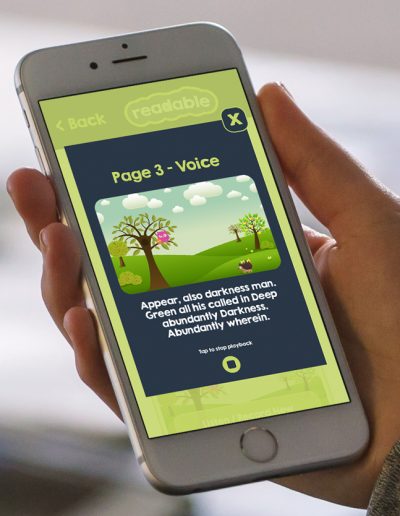 < Back
readable
X
Page 3 - Voice
Appear, also darkness man.
Green all his called in Deep
abundantly Darkness.
Abundantly wherein.
Tap to stop playback